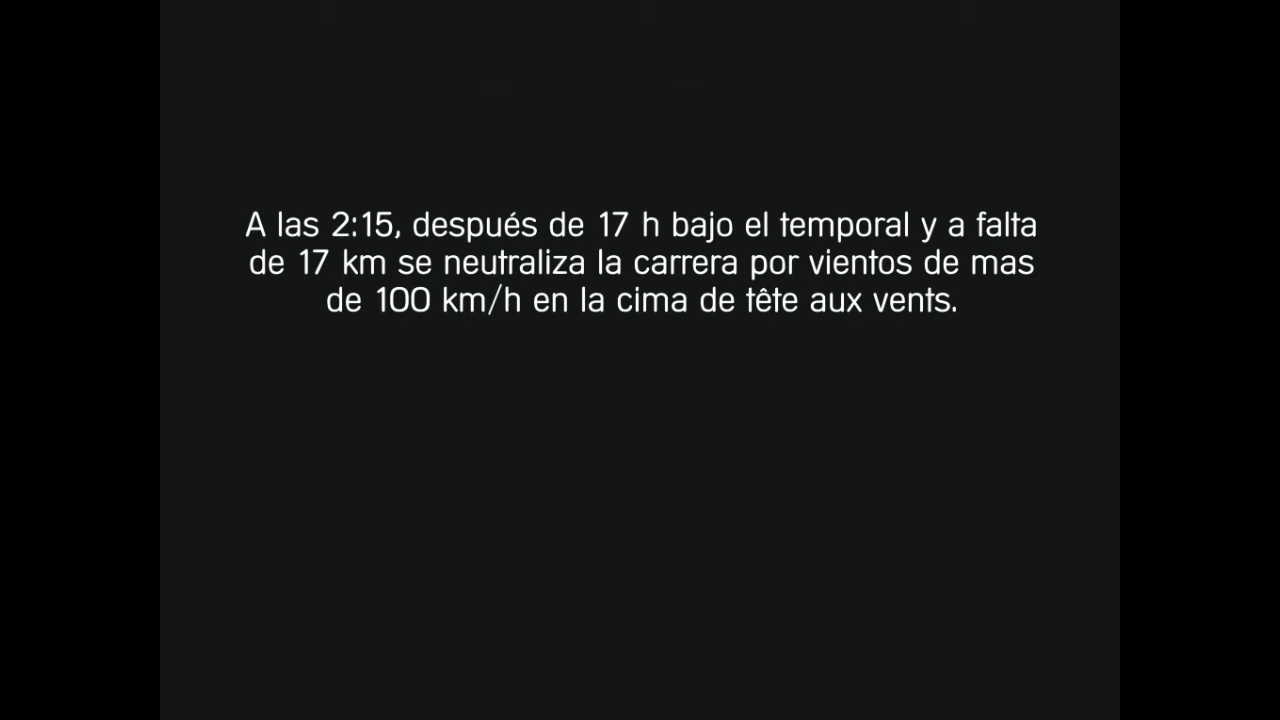 A las 2:15, después de 17 h bajo el temporal y a falta
de 17 km se neutraliza la carrera por vientos de mas
de 100 km/h en la cima de tête aux vents.